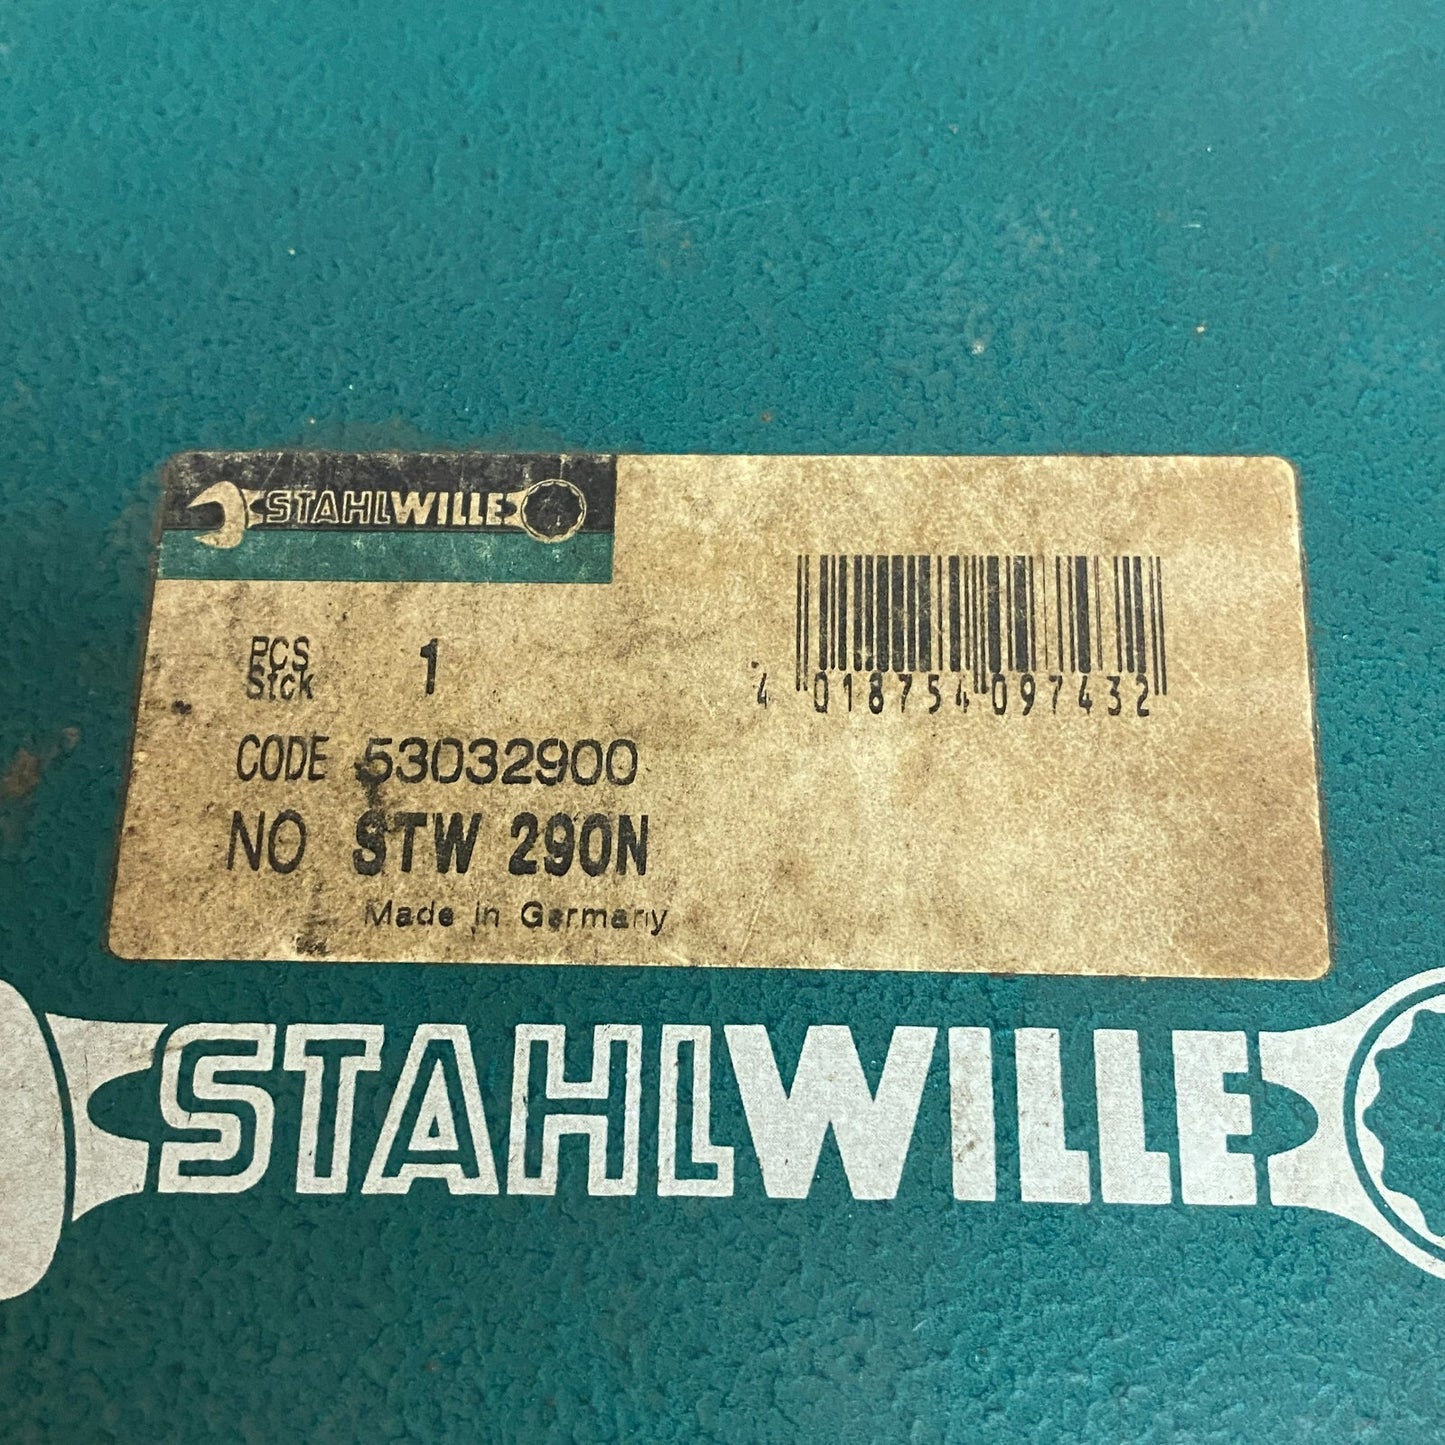 STAHLWILLE
PCS 1
Stck
4 018754 097432
CODE 53032900
NO STW 290N
Made in Germany
STAHLWILLE